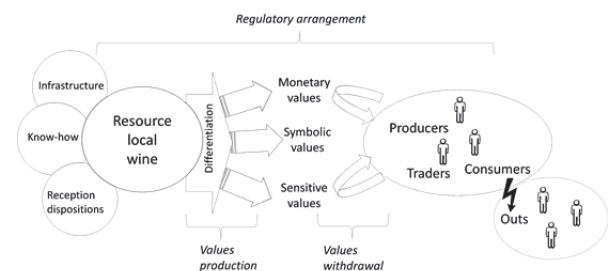 Regulatory arrangement
Infrastructure
Know-how
Reception
dispositions
Resource
local
wine
Differentiation
Monetary
values
Symbolic
values
Sensitive
values
Producers
Traders
Consumers
Outs
Values
production
Values
withdrawal